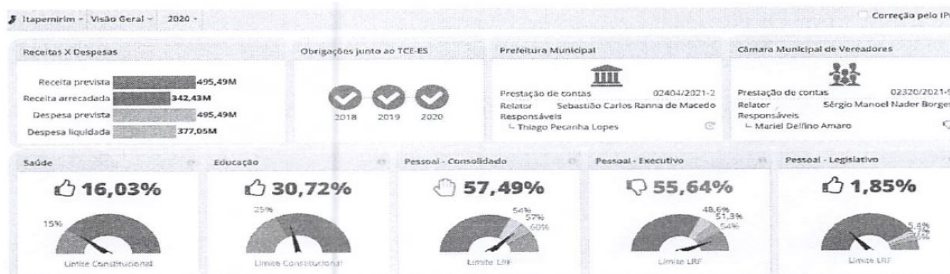 Itapemirim Visão Geral 2020
Correção pelo
Receitas X Despesas
Receita prevista 495,49M
Receita arrecadada 342,43M
Despesa prevista 495,49M
Despesa liquidada 377,05M
Obrigações junto ao TCE-ES
2018 2019 2020
Prefeitura Municipal
Prestação de contas 02404/2021-2
Relator Sebastião Carlos Ranna de Macedo
Responsáveis
Thiago Peçanha Lopes
Câmara Municipal de Vereadores
Prestação de contas
Relator Sérgio Manoel Nader Borges
Responsáveis
Mariel Delfino Amaro
Saúde
16,03%
15%
Limite Constitucional
Educação
30,72%
25%
Limite Constitucional
Pessoal - Consolidado
57,49%
54%
57%
60%
Limite LRF
Pessoal - Executivo
55,64%
48,6%
51,3%
54%
Limite LRF
Pessoal - Legislativo
1,85%
5,4%
Limite LRF